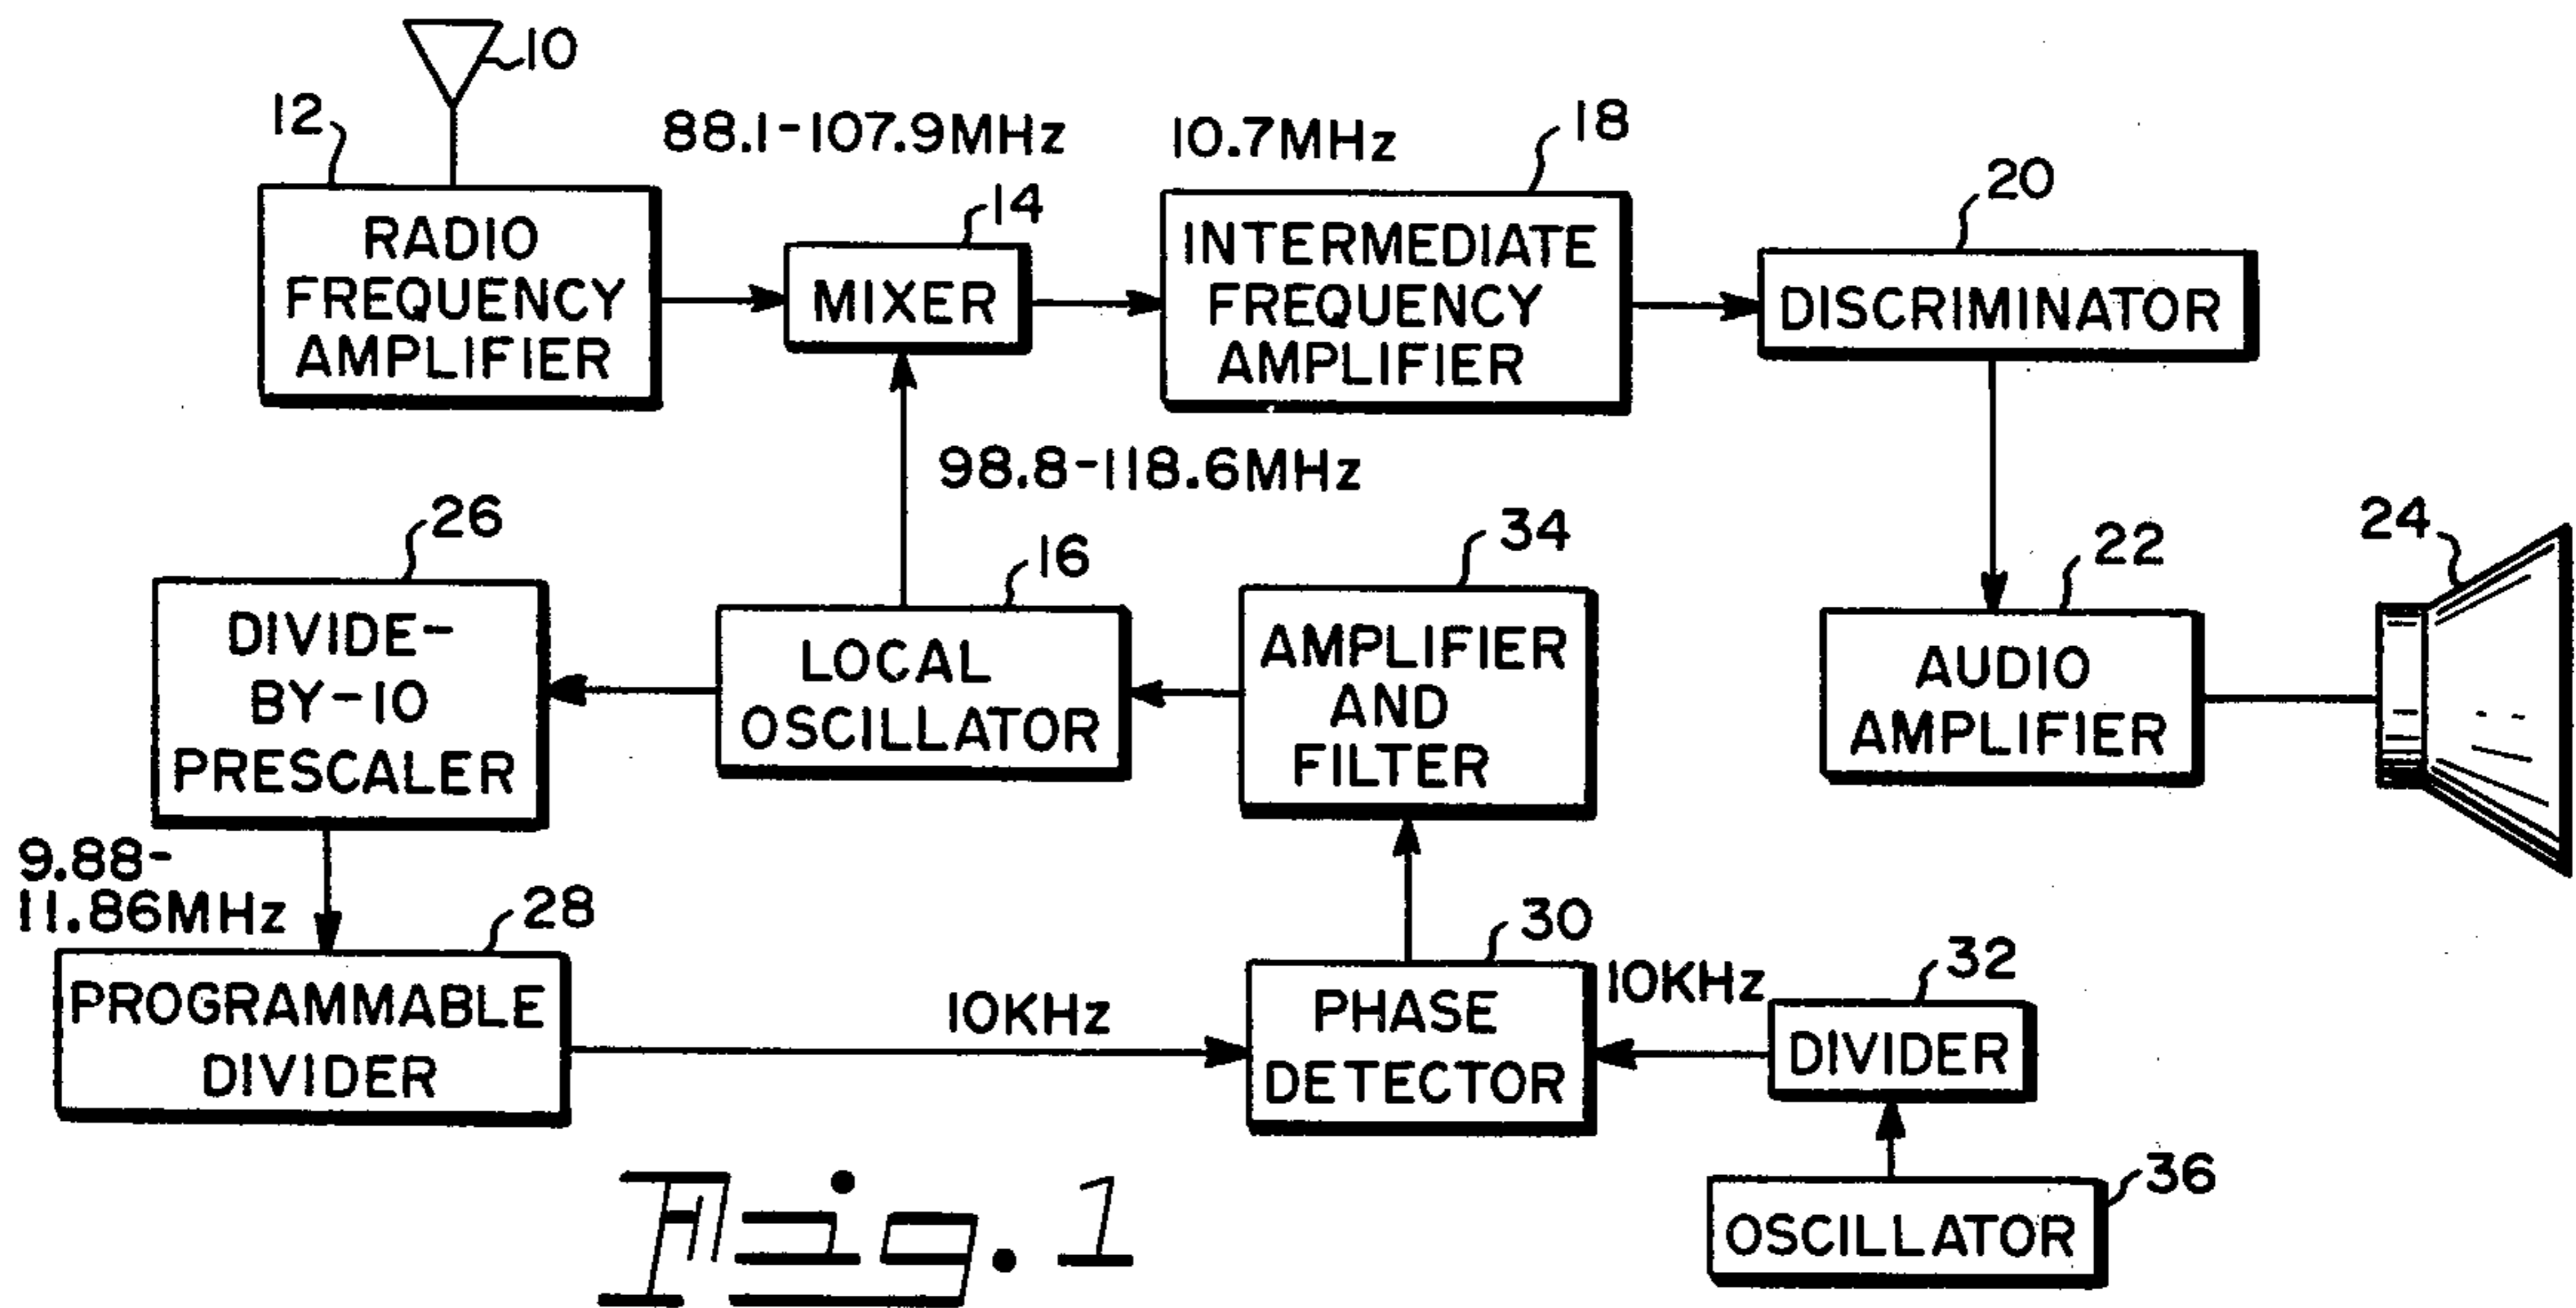 10
12
88.1-107.9MHz
10.7MHz
18
14
20
RADIO
FREQUENCY
AMPLIFIER
MIXER
INTERMEDIATE
FREQUENCY
AMPLIFIER
DISCRIMINATOR
98.8-118.6MHz
26
16
34
22
24
DIVIDE-
BY-10
PRESCALER
LOCAL
OSCILLATOR
AMPLIFIER
AND
FILTER
AUDIO
AMPLIFIER
9.88-
11.86MHz
28
30
32
PROGRAMMABLE
DIVIDER
10KHz
PHASE
DETECTOR
10KHz
DIVIDER
36
OSCILLATOR
Fig. 1